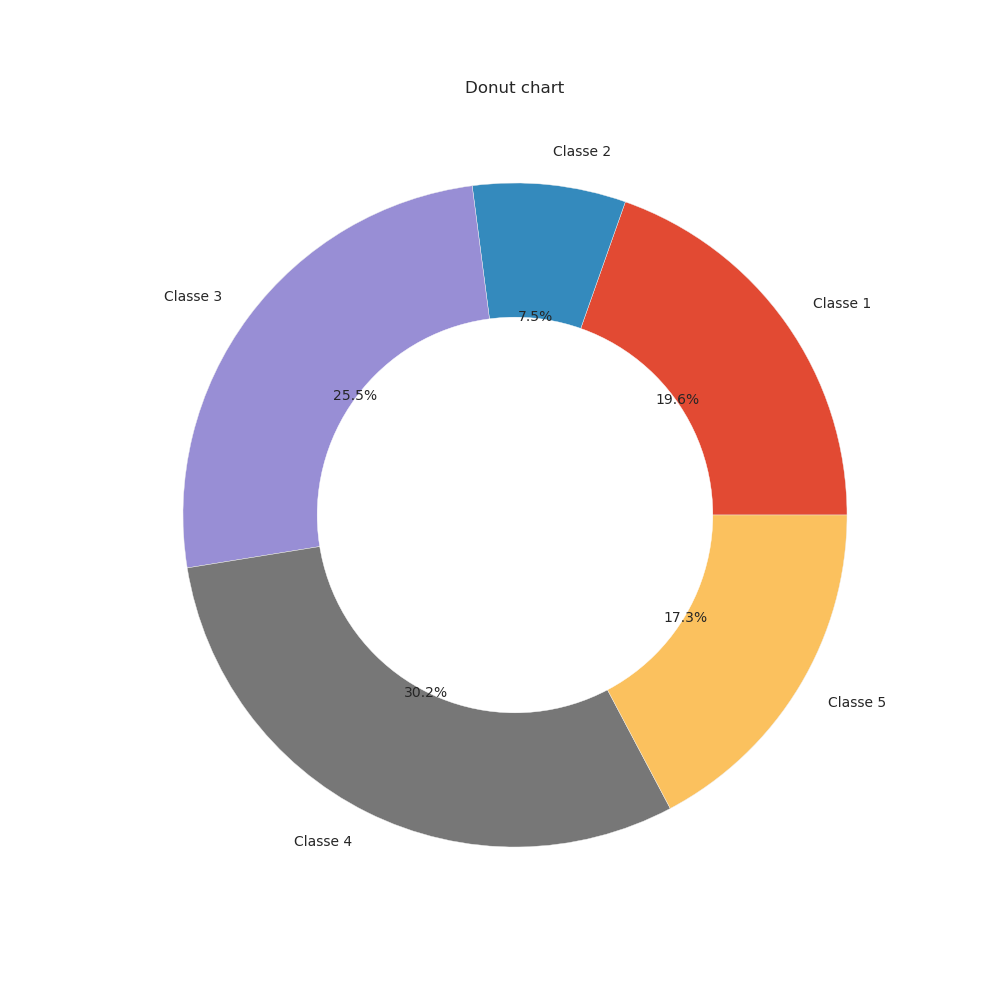 Donut chart
Classe 2
Classe 3
Classe 1
7.5%
25.5%
19.6%
17.3%
30.2%
Classe 5
Classe 4